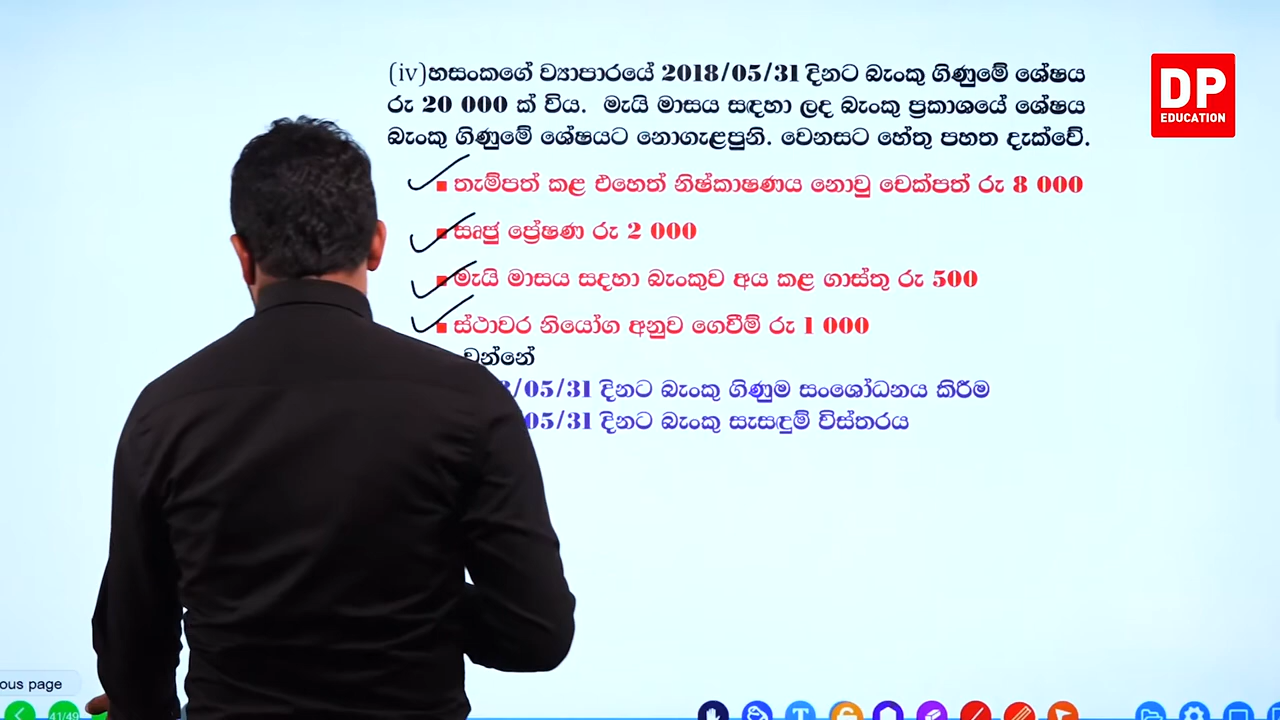 (iv)හසංකගේ ව්‍යාපාරයේ 2018/05/31 දිනට බැංකු ගිණුමේ ශේෂය
රු 20 000 ක් විය. මැයි මාසය සඳහා ලද බැංකු ප්‍රකාශයේ ශේෂය
බැංකු ගිණුමේ ශේෂයට නොගැළපුනි. වෙනසට හේතු පහත දැක්වේ.
තැම්පත් කළ එහෙත් නිෂ්කාෂණය නොවු චෙක්පත් රු 8 000
සෘජු ප්‍රේෂණ රු 2 000
මැයි මාසය සඳහා බැංකුව අය කළ ගාස්තු රු 500
ස්ථාවර නියෝග අනුව ගෙවීම් රු 1 000
වන්නේ
/05/31 දිනට බැංකු ගිණුම සංශෝධනය කිරීම
05/31 දිනට බැංකු සැසඳුම් විස්තරය
DP
EDUCATION
ous page
41/49